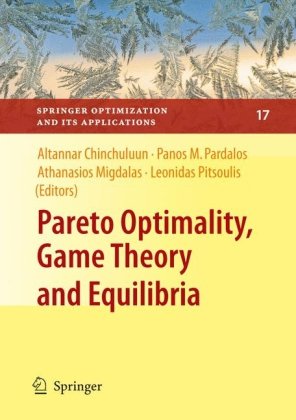 SPRINGER OPTIMIZATION
AND ITS APPLICATIONS
17
Altannar Chinchuluun · Panos M. Pardalos
Athanasios Migdalas · Leonidas Pitsoulis
(Editors)
Pareto Optimality,
Game Theory
and Equilibria
Springer